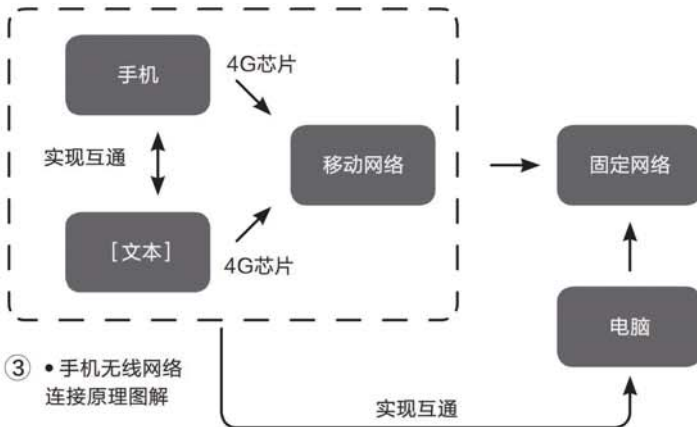 手机
4G芯片
实现互通
移动网络
固定网络
[文本]
4G芯片
电脑
③ •手机无线网络
连接原理图解
实现互通